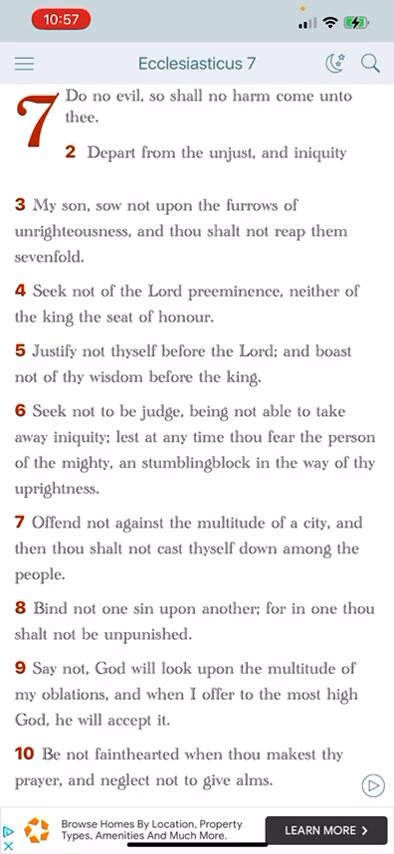 10:57
Ecclesiasticus 7
7 Do no evil, so shall no harm come unto
thee.
2 Depart from the unjust, and iniquity
3 My son, sow not upon the furrows of
unrighteousness, and thou shalt not reap them
sevenfold.
4 Seek not of the Lord preeminence, neither of
the king the seat of honour.
5 Justify not thyself before the Lord; and boast
not of thy wisdom before the king.
6 Seek not to be judge, being not able to take
away iniquity; lest at any time thou fear the person
of the mighty, an stumblingblock in the way of thy
uprightness.
7 Offend not against the multitude of a city, and
then thou shalt not cast thyself down among the
people.
8 Bind not one sin upon another; for in one thou
shalt not be unpunished.
9 Say not, God will look upon the multitude of
my oblations, and when I offer to the most high
God, he will accept it.
10 Be not fainthearted when thou makest thy
prayer, and neglect not to give alms.
Browse Homes By Location, Property
Types, Amenities And Much More.
LEARN MORE >